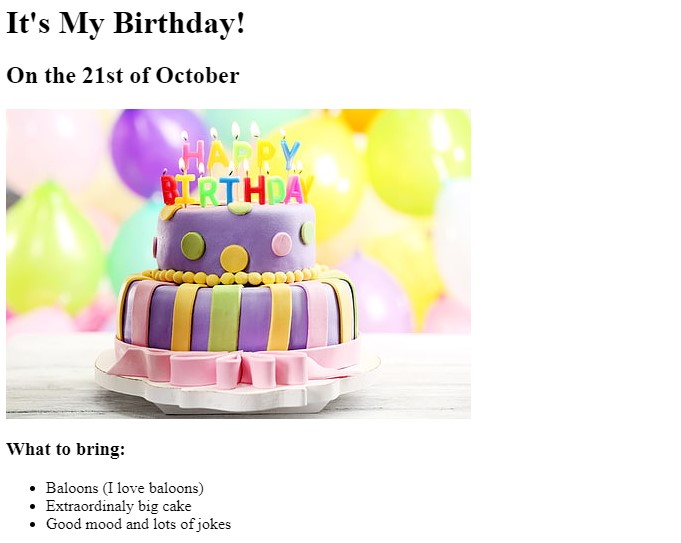 It's My Birthday!
On the 21st of October
HAPPY
BIRTHDAY
What to bring:
Baloons (I love baloons)
Extraordinaly big cake
Good mood and lots of jokes